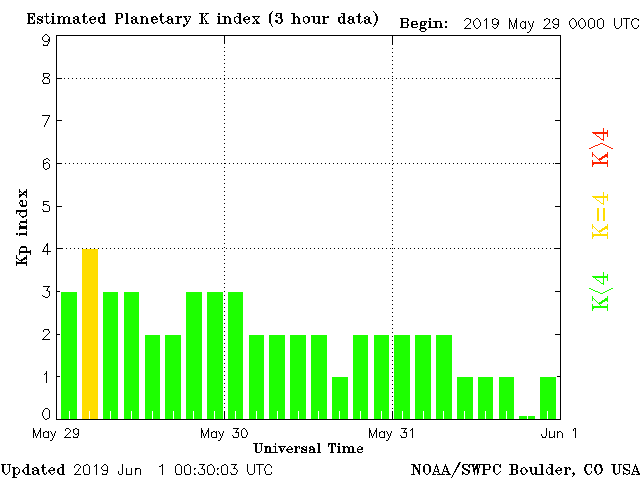 Estimated Planetary K index (3 hour data) Begin: 2019 May 29 0000 UTC
9
8
7
6
5
4
3
2
1
0
Kp index
K>4
K=4
K<4
May 29 May 30 May 31 Jun 1
Universal Time
Updated 2019 Jun 1 00:30:03 UTC NOAA/SWPC Boulder, CO USA